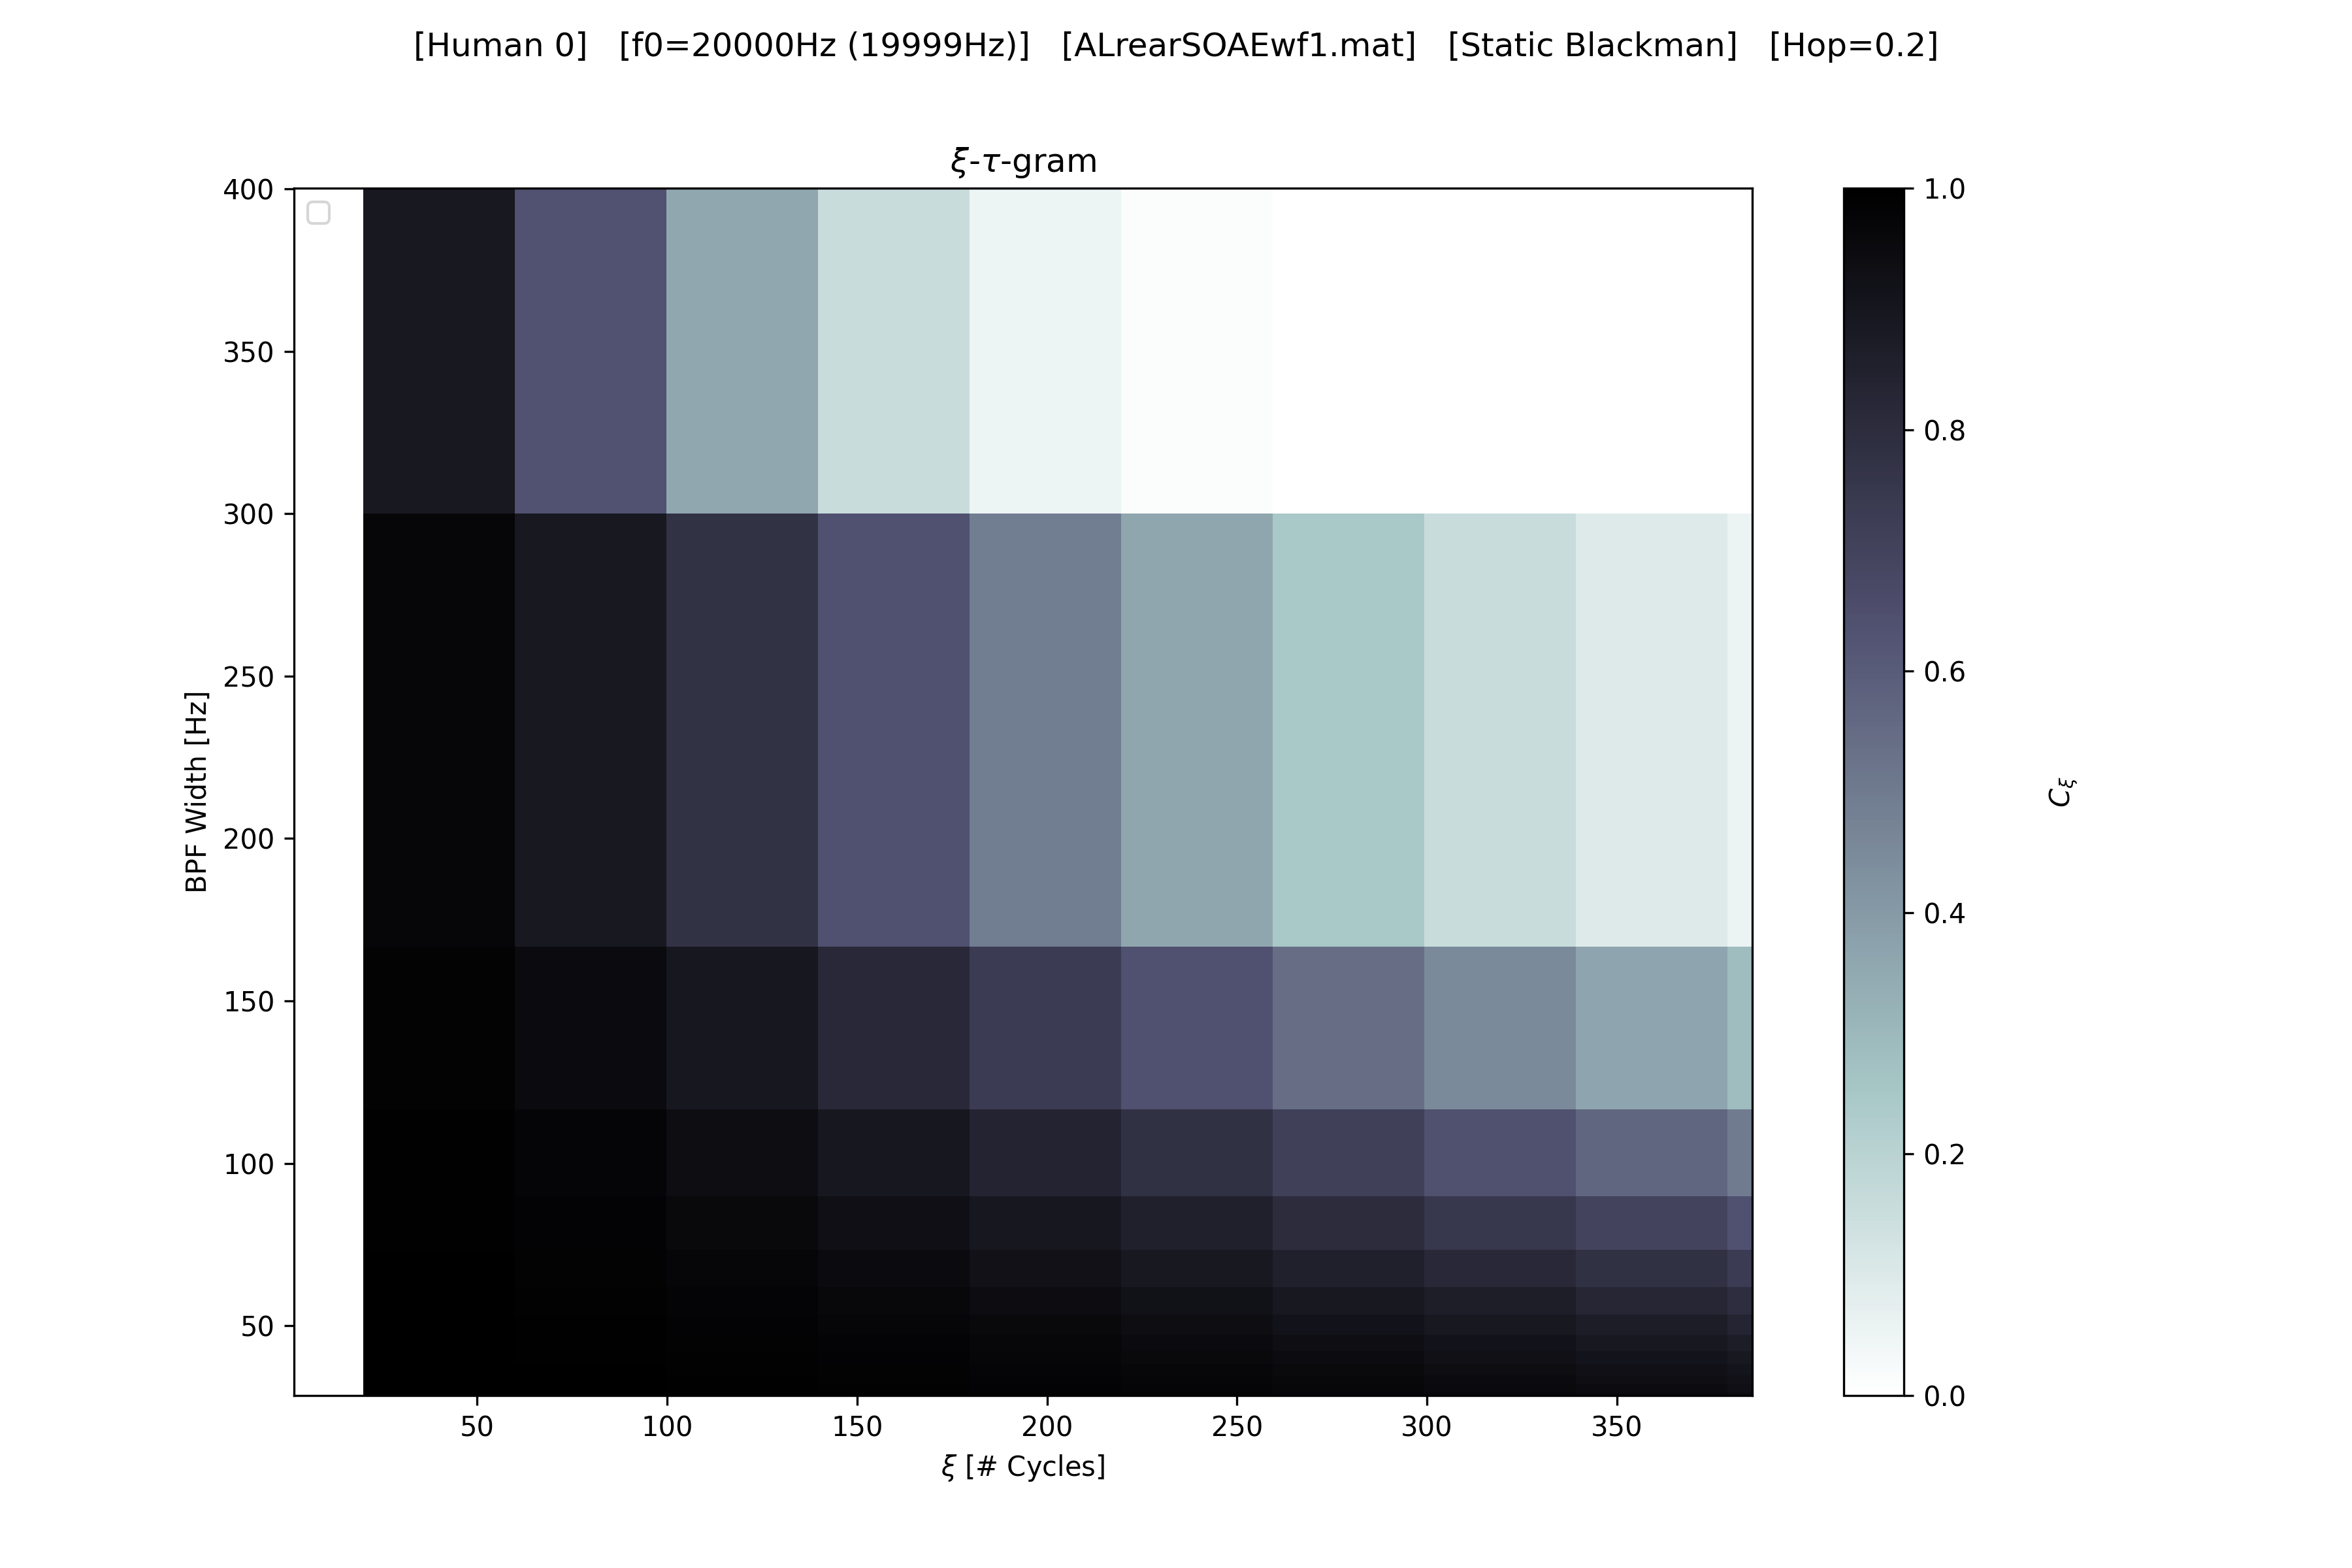 [Human 0]   [f0=20000Hz (19999Hz)]   [ALrearSOAEwf1.mat]   [Static Blackman]   [Hop=0.2]
ξ-τ-gram
400
350
300
250
200
150
100
50
BPF Width [Hz]
50 100 150 200 250 300 350
ξ [# Cycles]
1.0
0.8
0.6
0.4
0.2
0.0
C_ξ